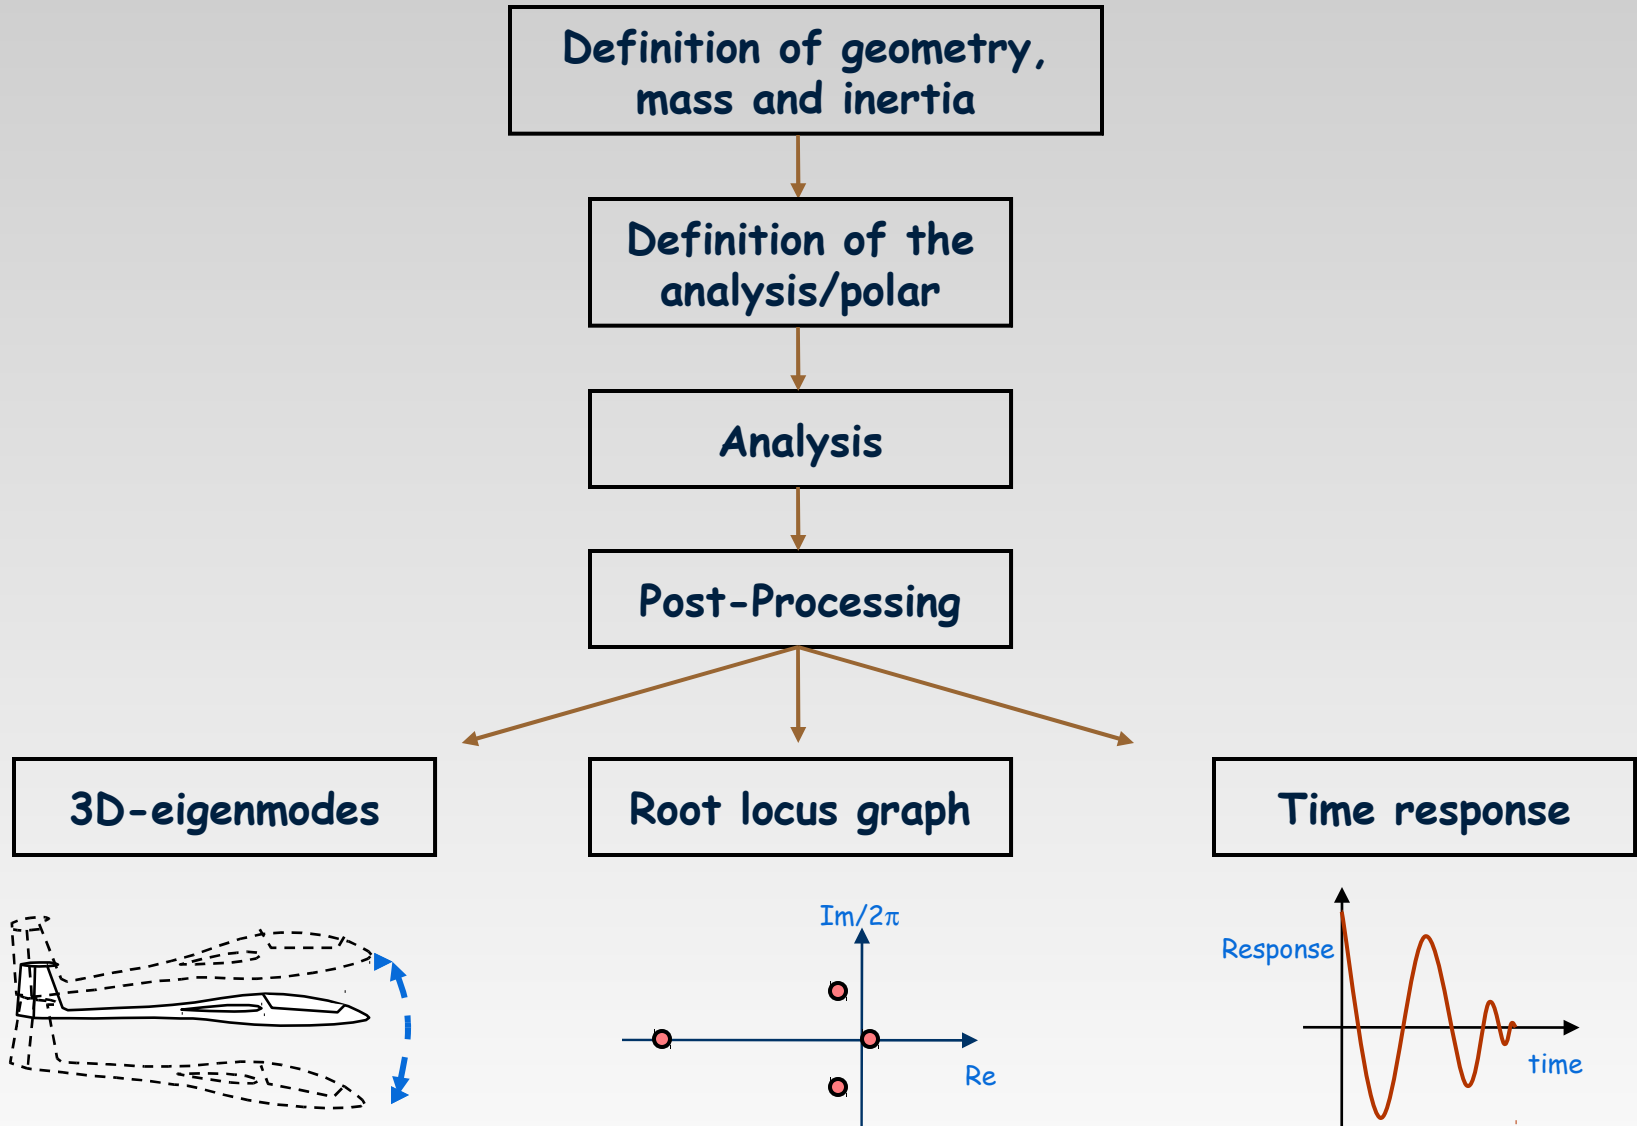 Definition of geometry,
mass and inertia
Definition of the
analysis/polar
Analysis
Post-Processing
3D-eigenmodes
Root locus graph
Time response
Im/2π
Response
Re
time